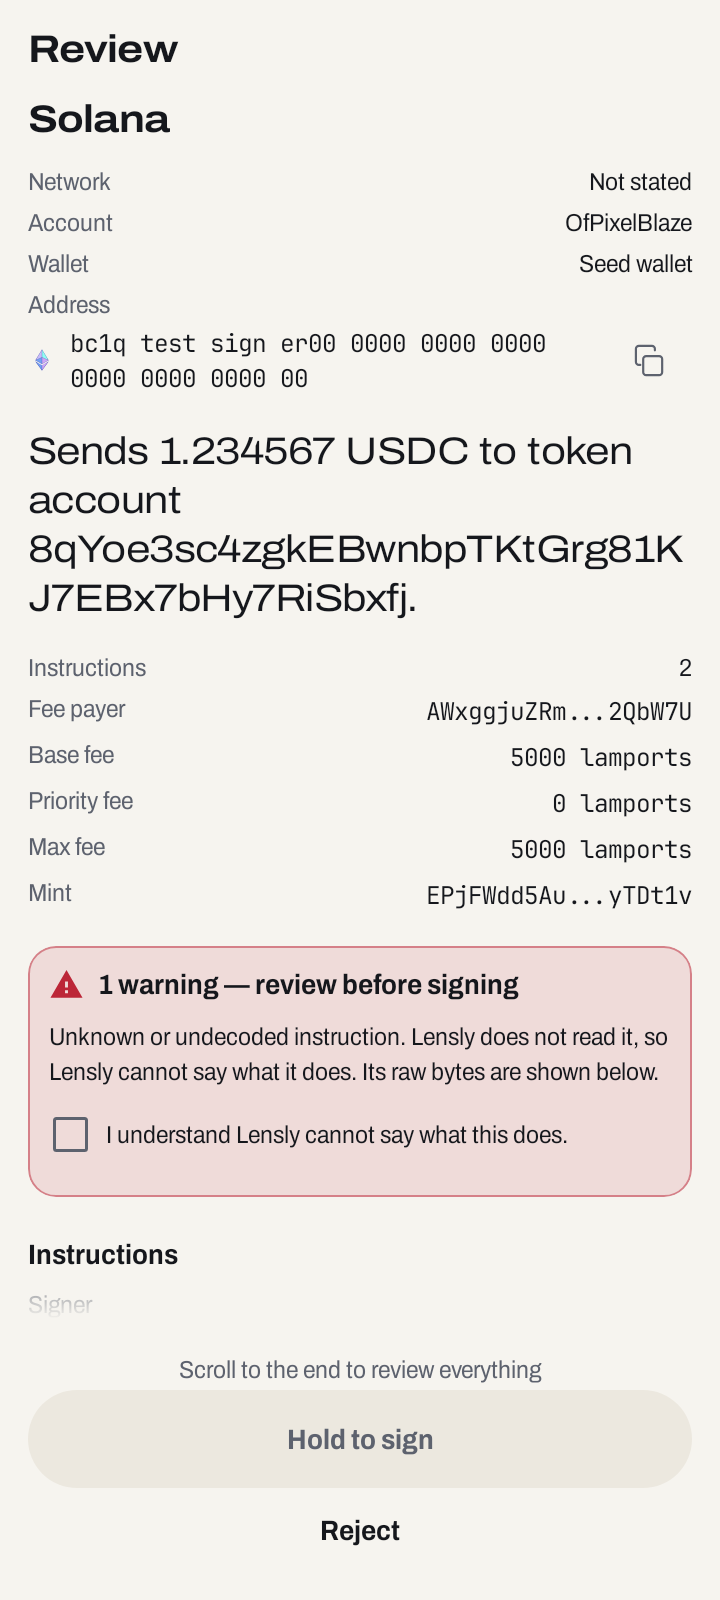 Review
Solana
Network Not stated
Account OfPixelBlaze
Wallet Seed wallet
Address
bc1q test sign er00 0000 0000 0000
0000 0000 0000 00
Sends 1.234567 USDC to token
account
8qYoe3sc4zgkEBwnbpTKtGrg81K
J7EBx7bHy7RiSbxfj.
Instructions 2
Fee payer AWxggjuZRm...2QbW7U
Base fee 5000 lamports
Priority fee 0 lamports
Max fee 5000 lamports
Mint EPjFWdd5Au...yTDt1v
1 warning — review before signing
Unknown or undecoded instruction. Lensly does not read it, so
Lensly cannot say what it does. Its raw bytes are shown below.
I understand Lensly cannot say what this does.
Instructions
Signer
Scroll to the end to review everything
Hold to sign
Reject